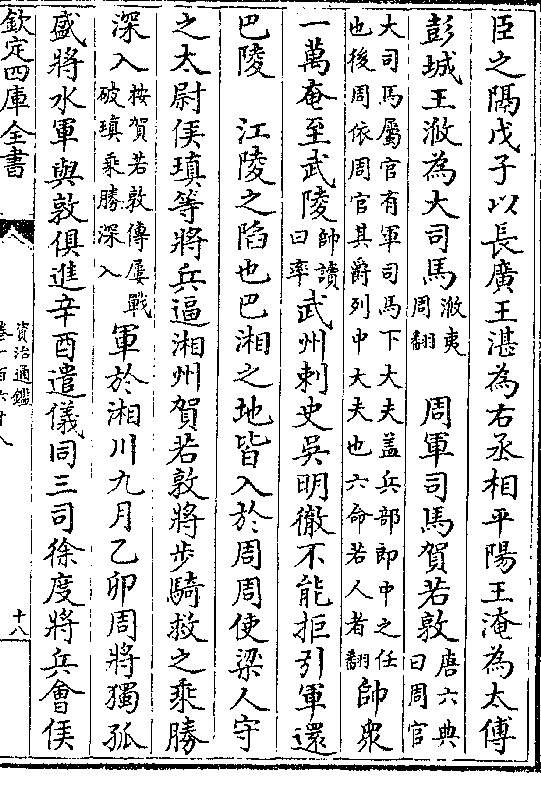 臣之隅戊子以長廣王湛為右丞相平陽王淹為太傅
彭城王浟為大司馬浟夷周翻　周軍司馬賀若敦唐六典曰周官
大司馬屬官有軍司馬下大夫盖兵部郎中之任也後周依周官其爵列中大夫也六命若人者翻帥衆
一萬奄至武陵帥讀曰率武州刺史吳明徹不能拒引軍還
巴陵　江陵之陷也巴湘之地皆入於周周使梁人守
之太尉侯瑱等將兵逼湘州賀若敦將步騎救之乘勝
深入按賀若敦傳屢戰破瑱乘勝深入軍於湘川九月乙卯周將獨孤
盛將水軍與敦俱進辛酉遣儀同三司徐度將兵會侯
欽定四庫全書
資治通鑑
卷一百六十八
十八